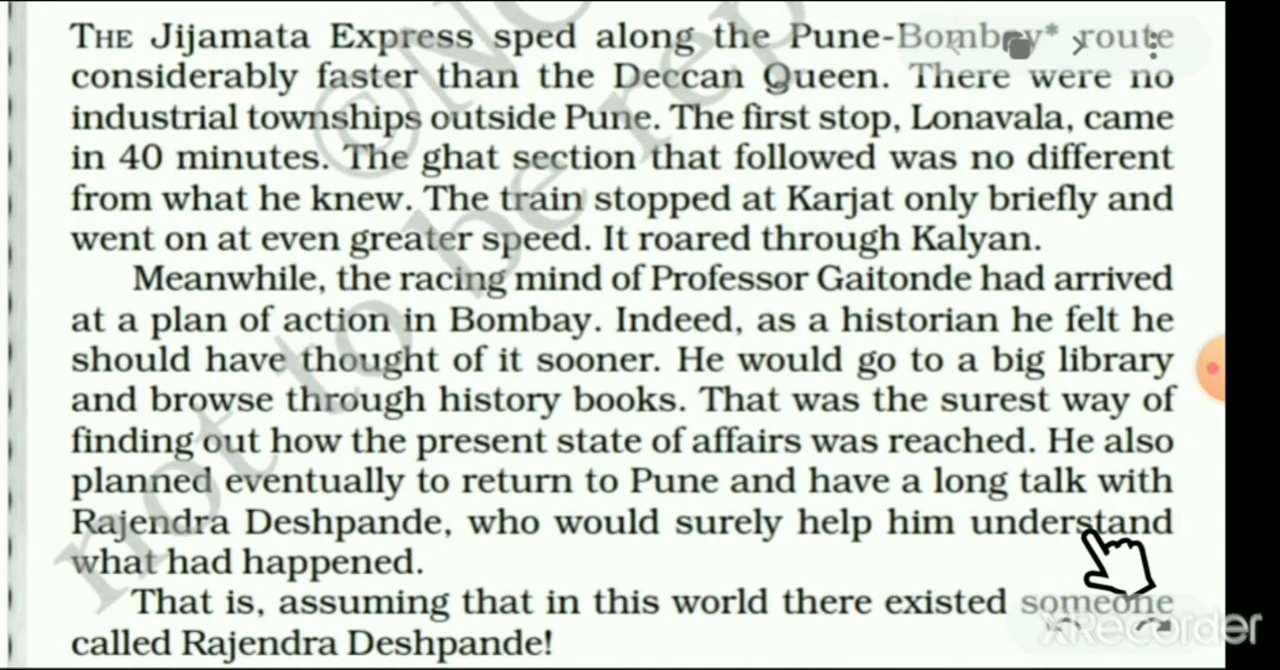 THE Jijamata Express sped along the Pune-Bombay* route
considerably faster than the Deccan Queen. There were no
industrial townships outside Pune. The first stop, Lonavala, came
in 40 minutes. The ghat section that followed was no different
from what he knew. The train stopped at Karjat only briefly and
went on at even greater speed. It roared through Kalyan.
Meanwhile, the racing mind of Professor Gaitonde had arrived
at a plan of action in Bombay. Indeed, as a historian he felt he
should have thought of it sooner. He would go to a big library
and browse through history books. That was the surest way of
finding out how the present state of affairs was reached. He also
planned eventually to return to Pune and have a long talk with
Rajendra Deshpande, who would surely help him understand
what had happened.
That is, assuming that in this world there existed someone
called Rajendra Deshpande!
not to be rep
©NC
XRecorder